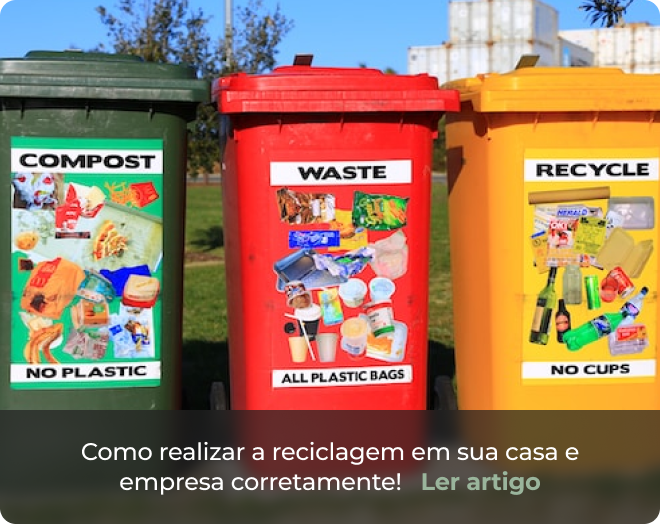 COMPOST
NO PLASTIC
WASTE
ALL PLASTIC BAGS
RECYCLE
HERALD
NO CUPS
Como realizar a reciclagem em sua casa e
empresa corretamente! Ler artigo